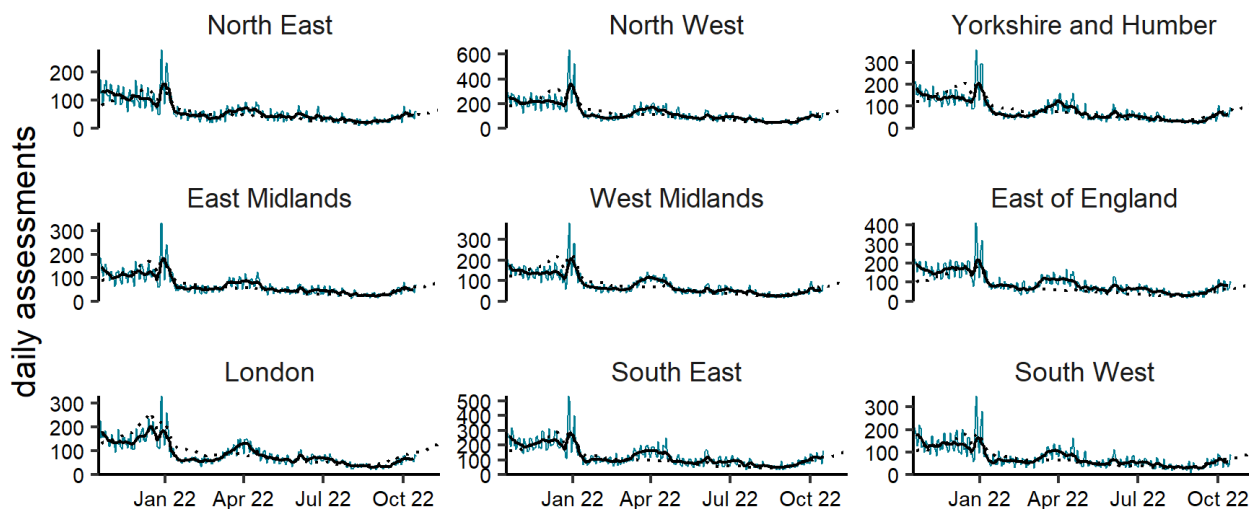 North East
North West
Yorkshire and Humber
200
100
0
600
400
200
0
300
200
100
0
East Midlands
West Midlands
East of England
300
200
100
0
300
200
100
0
400
300
200
100
0
London
South East
South West
300
200
100
0
500
400
300
200
100
0
300
200
100
0
Jan 22 Apr 22 Jul 22 Oct 22
Jan 22 Apr 22 Jul 22 Oct 22
Jan 22 Apr 22 Jul 22 Oct 22
daily assessments